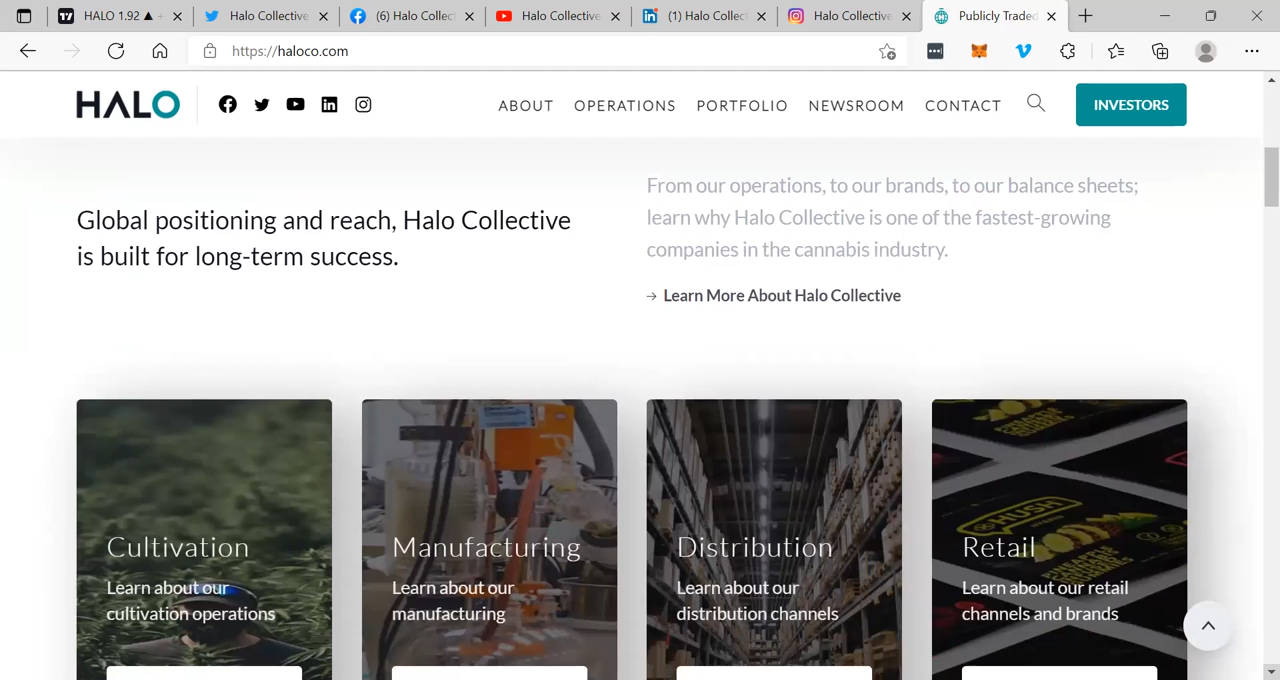 HALO 1.92 ▲ +
Halo Collective
(6) Halo Collect
Halo Collective
(1) Halo Collect
Halo Collective
Publicly Traded
https://haloco.com
HALO
ABOUT
OPERATIONS
PORTFOLIO
NEWSROOM
CONTACT
INVESTORS
Global positioning and reach, Halo Collective
is built for long-term success.
From our operations, to our brands, to our balance sheets;
learn why Halo Collective is one of the fastest-growing
companies in the cannabis industry.
→ Learn More About Halo Collective
Cultivation
Learn about our
cultivation operations
Manufacturing
Learn about our
manufacturing
Distribution
Learn about our
distribution channels
HUSH
Retail
Learn about our retail
channels and brands